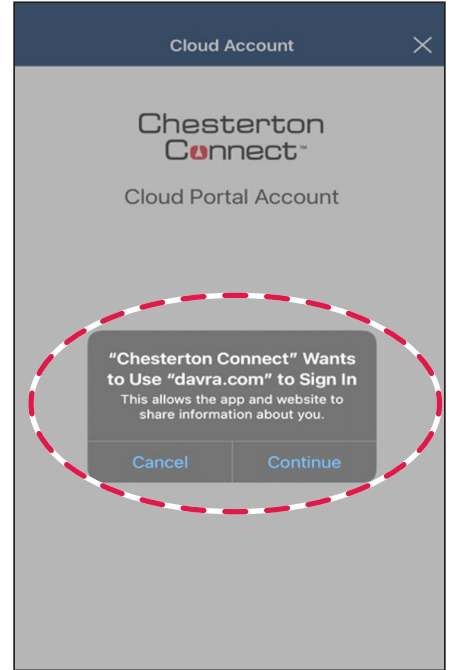 Cloud Account
Chesterton
Connect™
Cloud Portal Account
“Chesterton Connect” Wants
to Use “davra.com” to Sign In
This allows the app and website to
share information about you.
Cancel
Continue